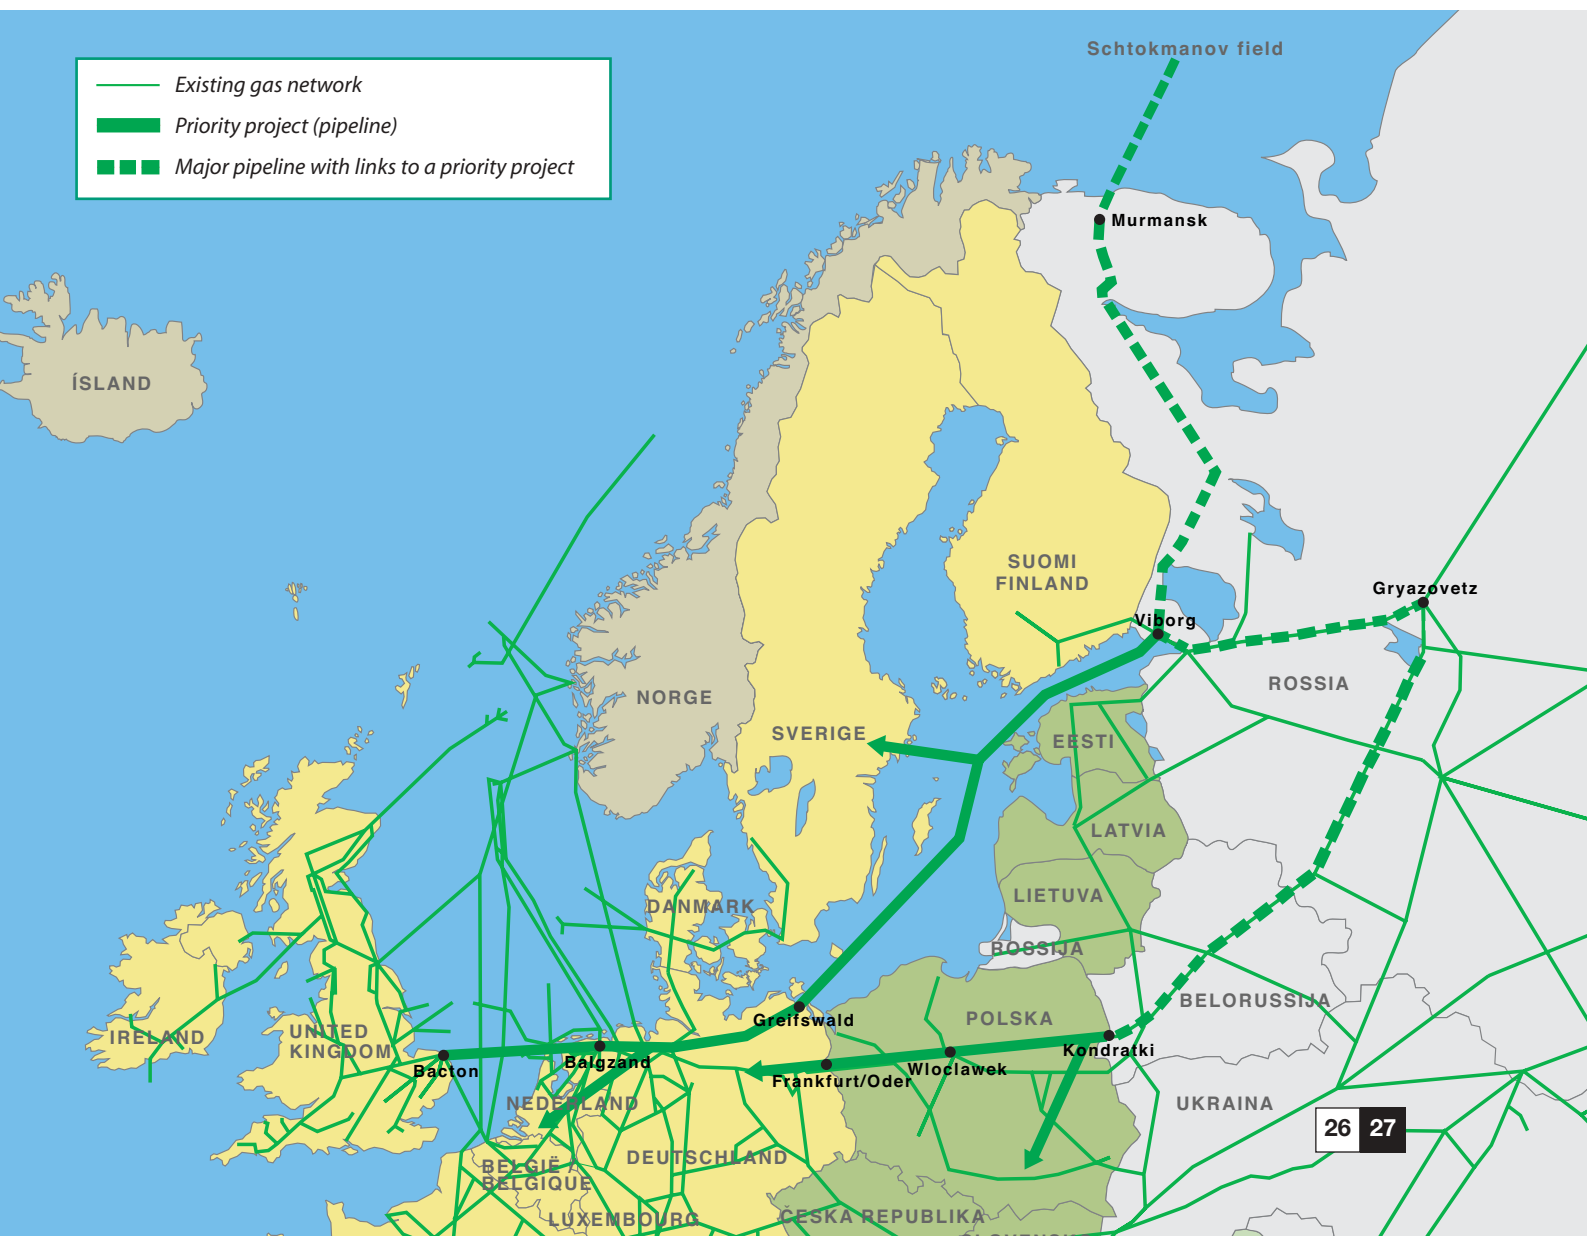 Schtokmanov field
Existing gas network
Priority project (pipeline)
Major pipeline with links to a priority project
Murmansk
ÍSLAND
SUOMI
FINLAND
Gryazovetz
Viborg
ROSSIA
NORGE
SVERIGE
EESTI
LATVIA
LIETUVA
DANMARK
ROSSIJA
BELORUSSIJA
POLSKA
Greifswald
IRELAND
UNITED
KINGDOM
Kondratki
Balgzand
Bacton
Wloclawek
Frankfurt/Oder
NEDERLAND
UKRAINA
26 27
DEUTSCHLAND
BELGIË /
BELGIQUE
LUXEMBOURG
ČESKA REPUBLIKA